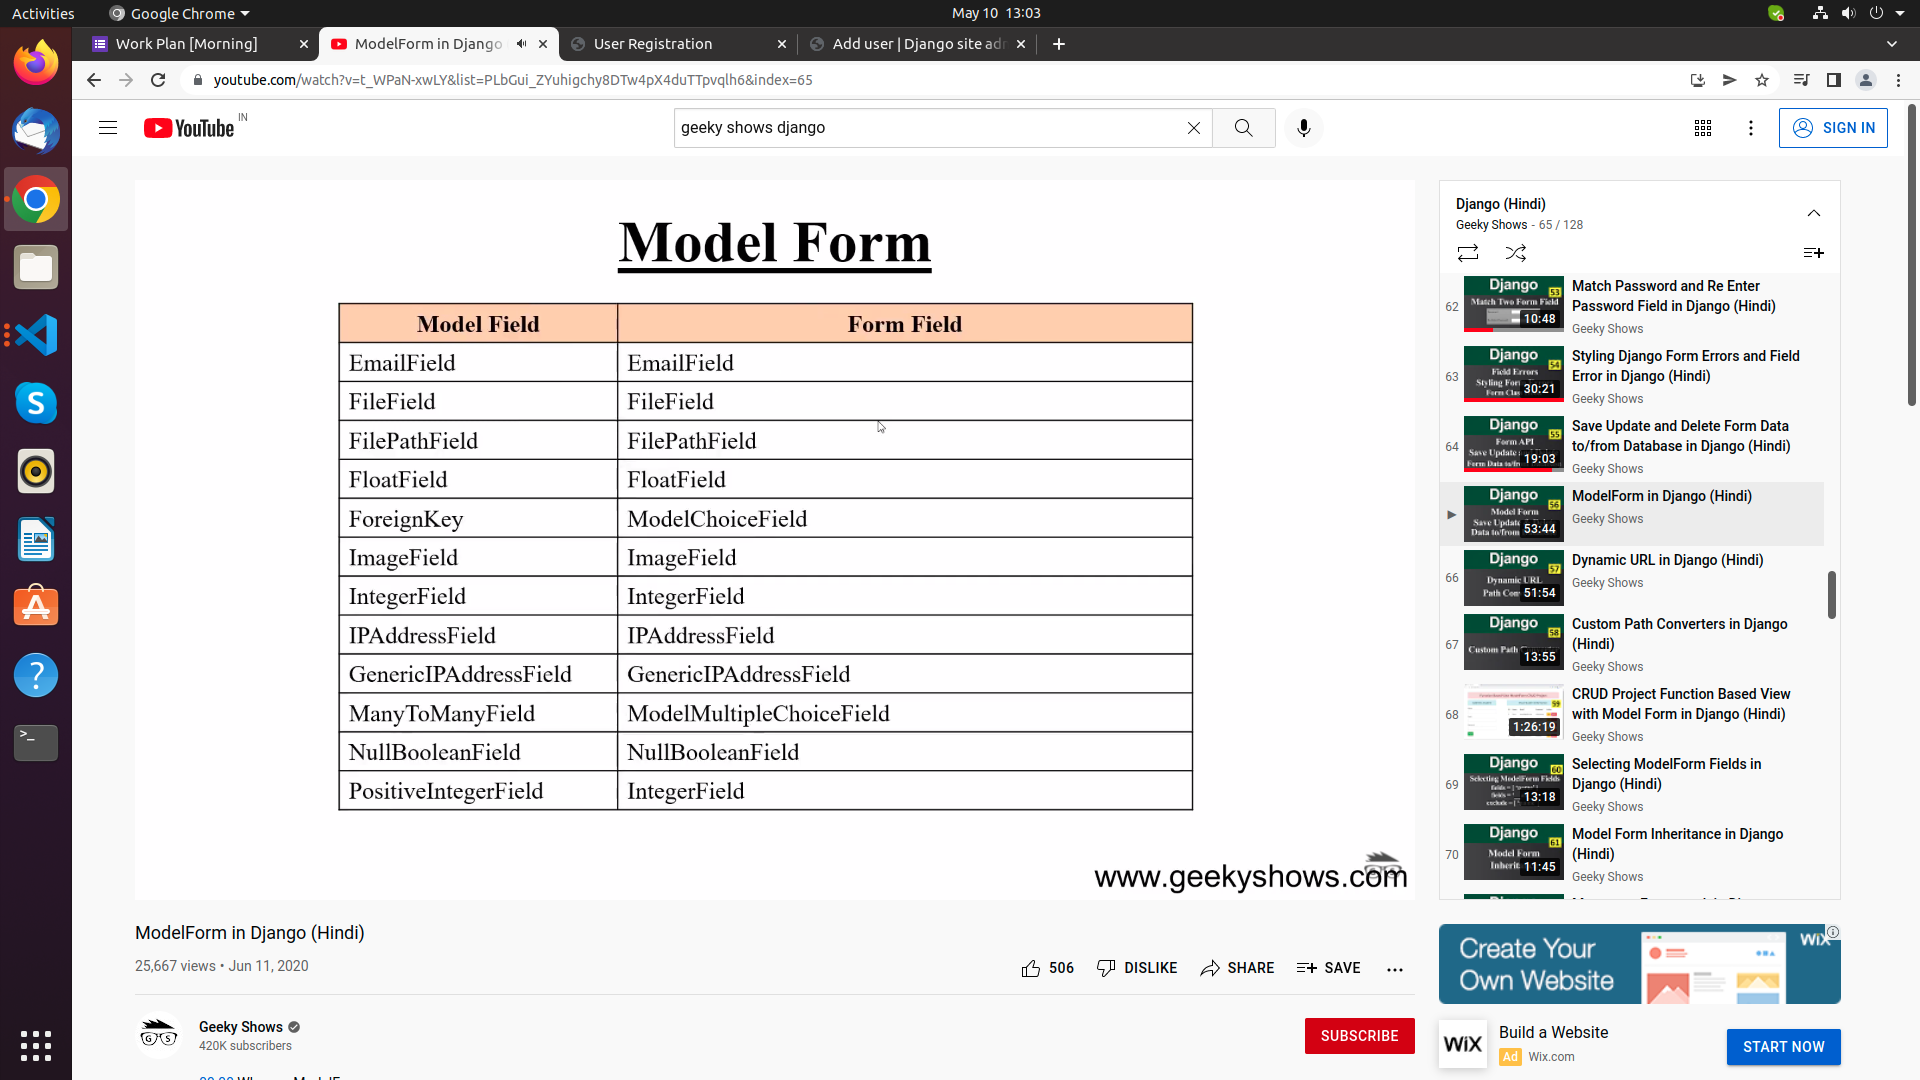 Activities
Google Chrome
May 10 13:03
Work Plan [Morning]
ModelForm in Django
User Registration
Add user | Django site adr
youtube.com/watch?v=t_WPaN-xwLY&list=PLbGui_ZYuhigchy8DTw4pX4duTTpvqlh6&index=65
YouTube IN
geeky shows django
SIGN IN
Model Form
Model Field Form Field
EmailField EmailField
FileField FileField
FilePathField FilePathField
FloatField FloatField
ForeignKey ModelChoiceField
ImageField ImageField
IntegerField IntegerField
IPAddressField IPAddressField
GenericIPAddressField GenericIPAddressField
ManyToManyField ModelMultipleChoiceField
NullBooleanField NullBooleanField
PositiveIntegerField IntegerField
www.geekyshows.com
Django (Hindi)
Geeky Shows - 65 / 128
62
Django
53
Match Two Form Field
10:48
Match Password and Re Enter
Password Field in Django (Hindi)
Geeky Shows
63
Django
54
Field Errors
30:21
Styling Django Form Errors and Field
Error in Django (Hindi)
Geeky Shows
64
Django
55
Form API
19:03
Save Update and Delete Form Data
to/from Database in Django (Hindi)
Geeky Shows
Django
56
Model Form
53:44
ModelForm in Django (Hindi)
Geeky Shows
66
Django
57
Dynamic URL
51:54
Dynamic URL in Django (Hindi)
Geeky Shows
67
Django
58
Custom Path
13:55
Custom Path Converters in Django
(Hindi)
Geeky Shows
68
59
1:26:19
CRUD Project Function Based View
with Model Form in Django (Hindi)
Geeky Shows
69
Django
60
Selecting ModelForm Fields
13:18
Selecting ModelForm Fields in
Django (Hindi)
Geeky Shows
70
Django
61
Model Form
11:45
Model Form Inheritance in Django
(Hindi)
Geeky Shows
ModelForm in Django (Hindi)
25,667 views • Jun 11, 2020
506 DISLIKE SHARE SAVE
Geeky Shows
420K subscribers
SUBSCRIBE
Create Your
Own Website
WiX
WiX
Build a Website
Ad Wix.com
START NOW